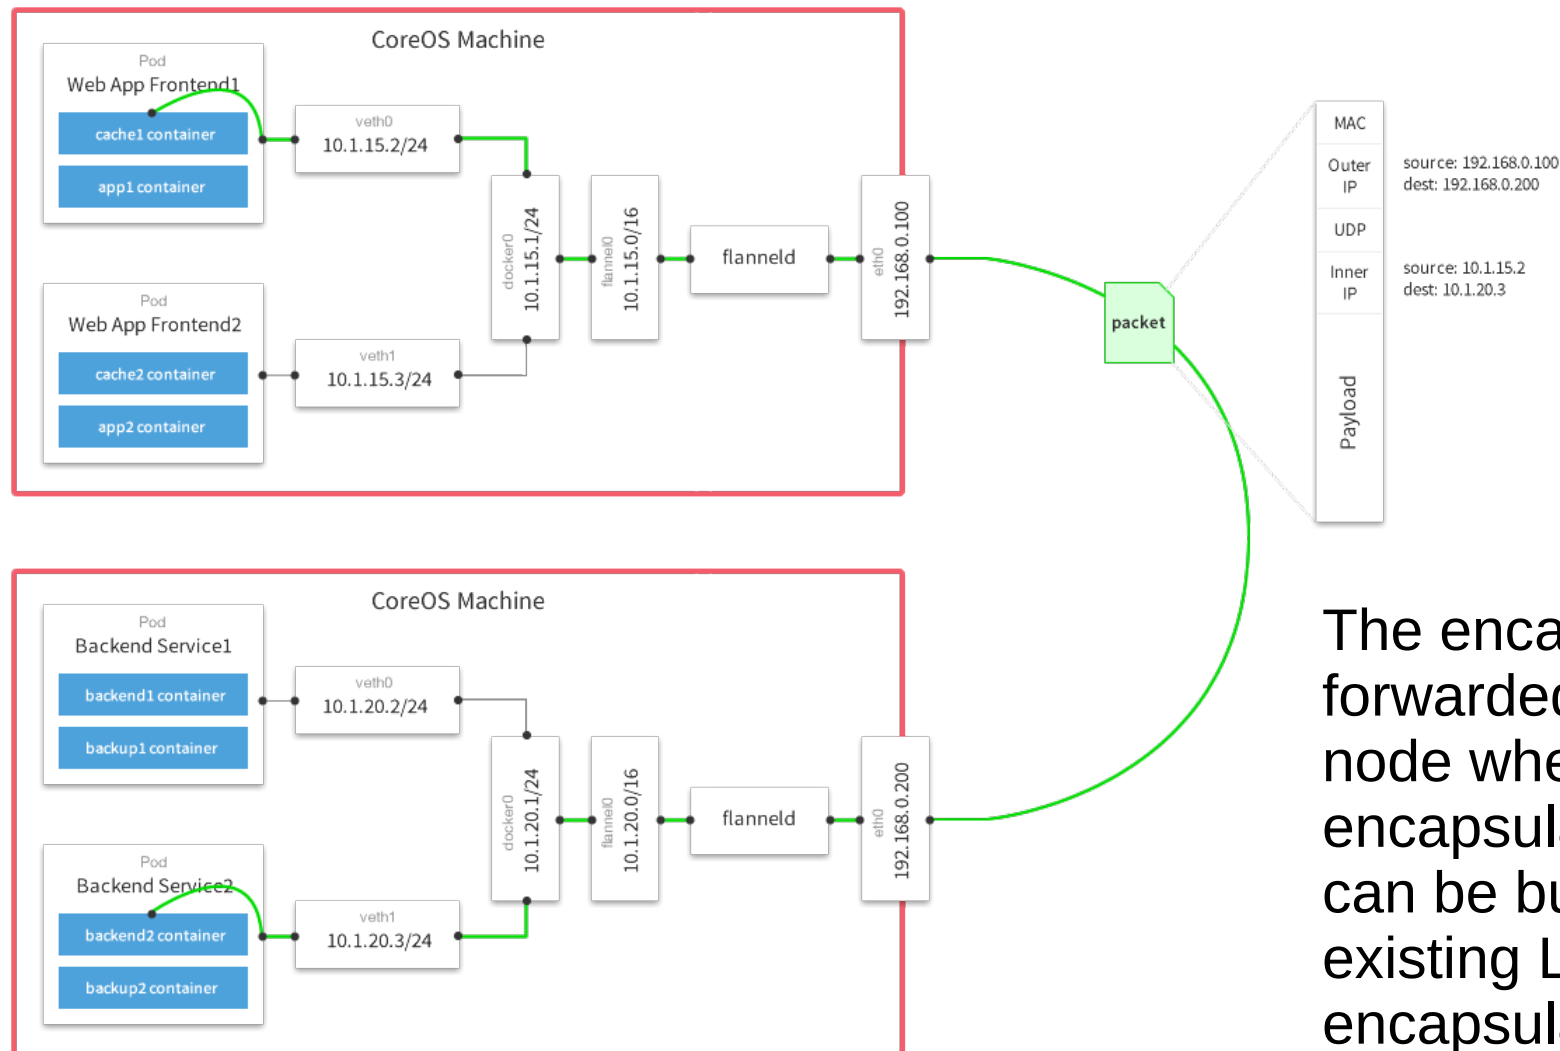 CoreOS Machine
Pod
Web App Frontend1
cache1 container
app1 container
veth0
10.1.15.2/24
Pod
Web App Frontend2
cache2 container
app2 container
veth1
10.1.15.3/24
docker0
10.1.15.1/24
flannel0
10.1.15.0/16
flanneld
eth0
192.168.0.100
packet
MAC
Outer
IP
source: 192.168.0.100
dest: 192.168.0.200
UDP
Inner
IP
source: 10.1.15.2
dest: 10.1.20.3
Payload
CoreOS Machine
Pod
Backend Service1
backend1 container
backup1 container
veth0
10.1.20.2/24
Pod
Backend Service2
backend2 container
backup2 container
veth1
10.1.20.3/24
docker0
10.1.20.1/24
flannel0
10.1.20.0/16
flanneld
eth0
192.168.0.200
The
node
can be
existing